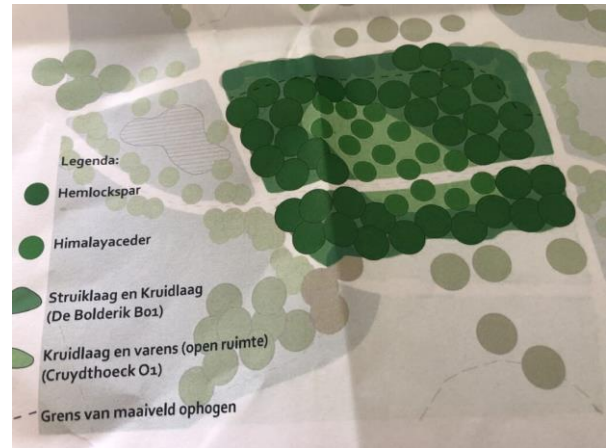 Legenda:
Hemlockspar
Himalayaceder
Struiklaag en Kruidlaag
(De Bolderik B01)
Kruidlaag en varens (open ruimte)
(Cruydthoeck O1)
Grens van maaiveld ophogen